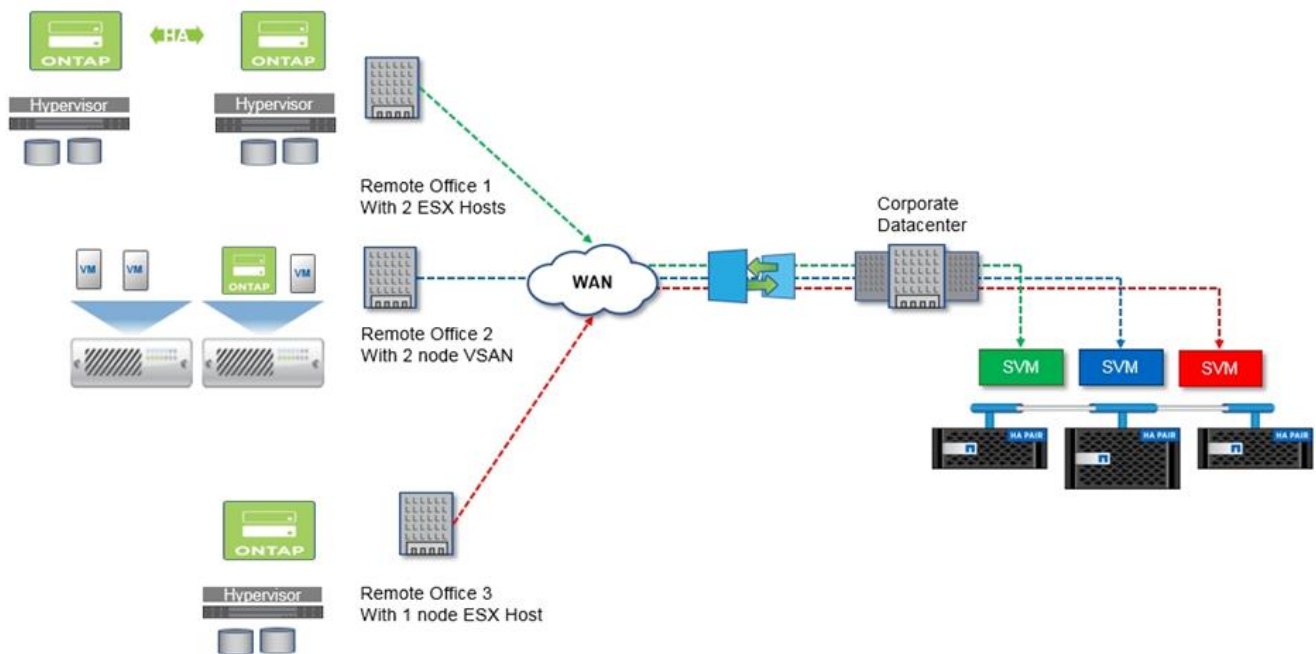 ONTAP
HA
ONTAP
Hypervisor
Hypervisor
Remote Office 1
With 2 ESX Hosts
VM
VM
ONTAP
VM
Remote Office 2
With 2 node VSAN
WAN
Corporate
Datacenter
SVM
SVM
SVM
HA PAIR
HA PAIR
HA PAIR
ONTAP
Hypervisor
Remote Office 3
With 1 node ESX Host